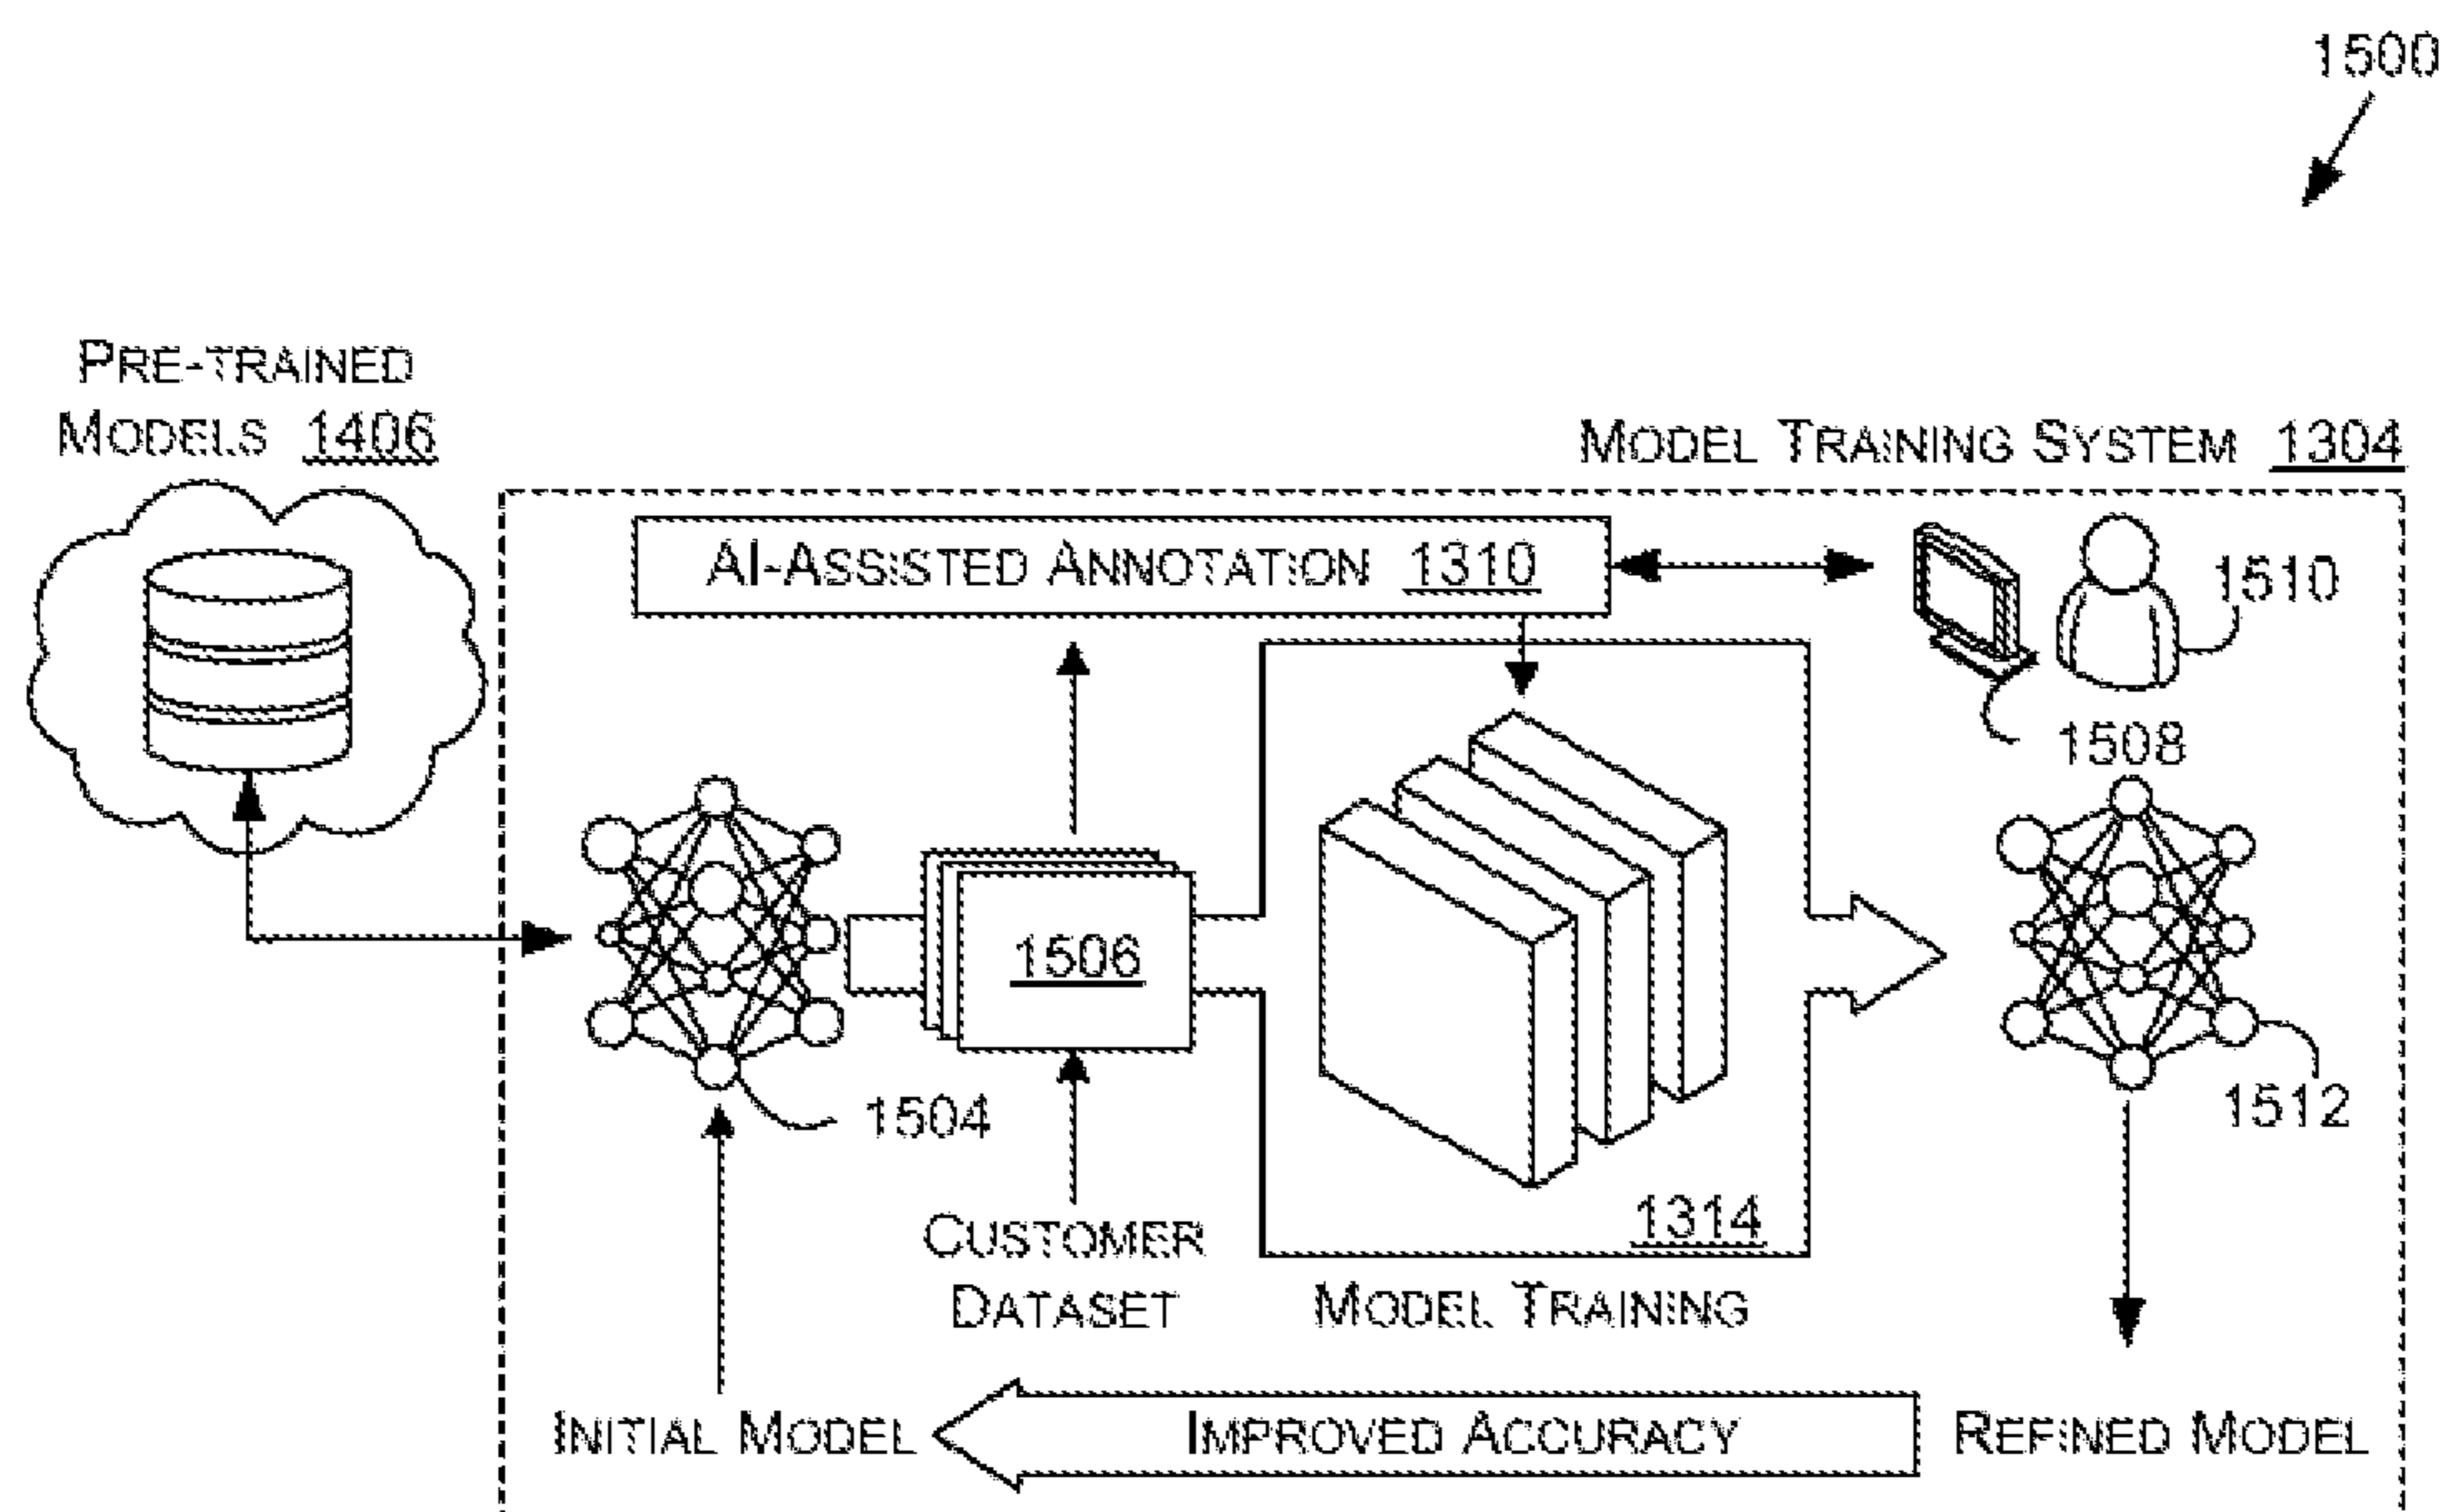 1500
PRE-TRAINED
MODELS 1406
MODEL TRAINING SYSTEM 1304
AI-ASSISTED ANNOTATION 1310
1510
1508
1506
1504
1512
1314
CUSTOMER
DATASET
MODEL TRAINING
INITIAL MODEL
IMPROVED ACCURACY
REFINED MODEL